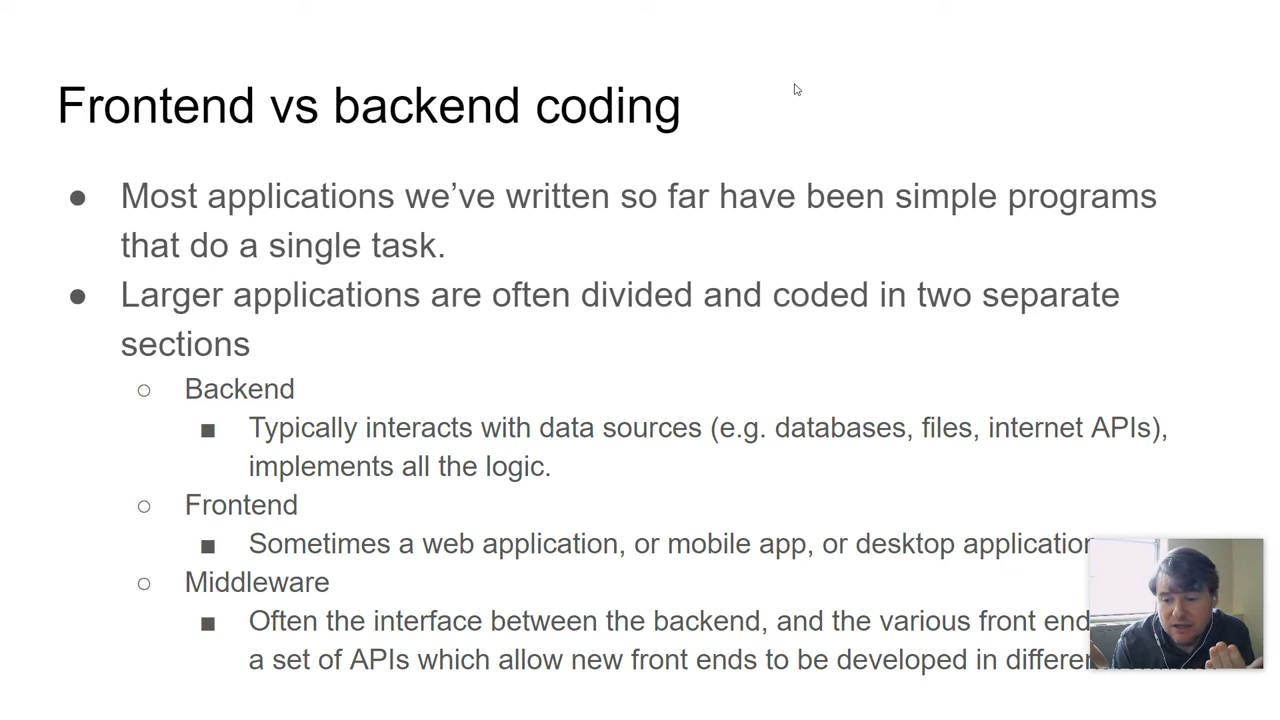 Frontend vs backend coding
● Most applications we’ve written so far have been simple programs
that do a single task.
● Larger applications are often divided and coded in two separate
sections
○ Backend
■ Typically interacts with data sources (e.g. databases, files, internet APIs),
implements all the logic.
○ Frontend
■ Sometimes a web application, or mobile app, or desktop application
○ Middleware
■ Often the interface between the backend, and the various front end
a set of APIs which allow new front ends to be developed in